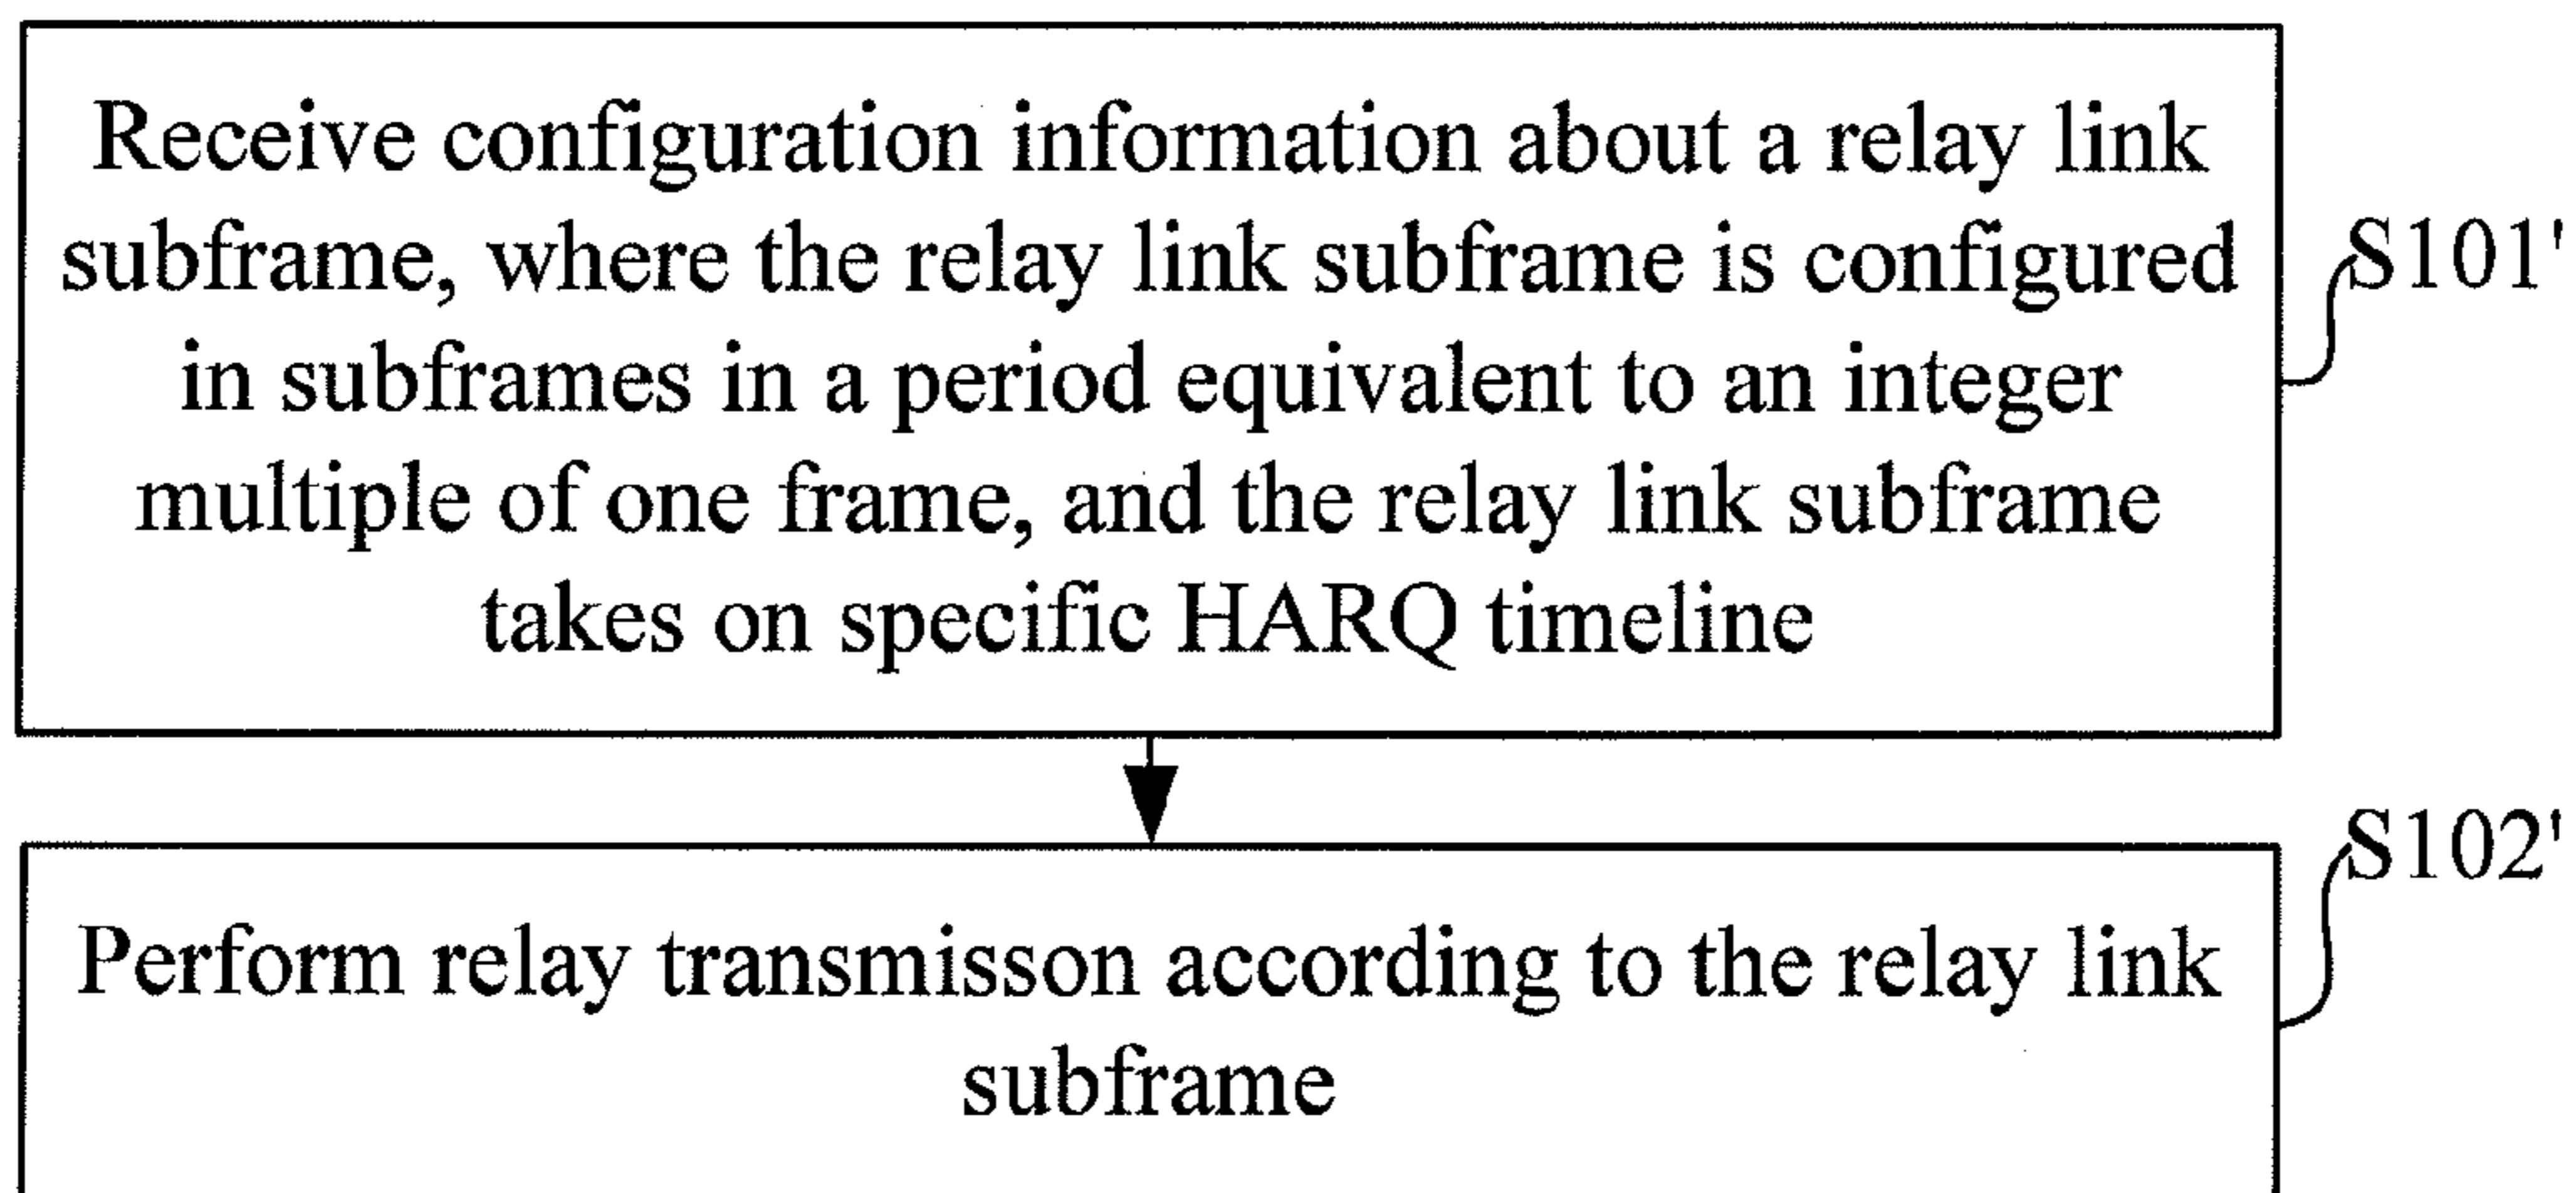 Receive configuration information about a relay link
subframe, where the relay link subframe is configured
in subframes in a period equivalent to an integer
multiple of one frame, and the relay link subframe
takes on specific HARQ timeline
S101'
S102'
Perform relay transmisson according to the relay link
subframe